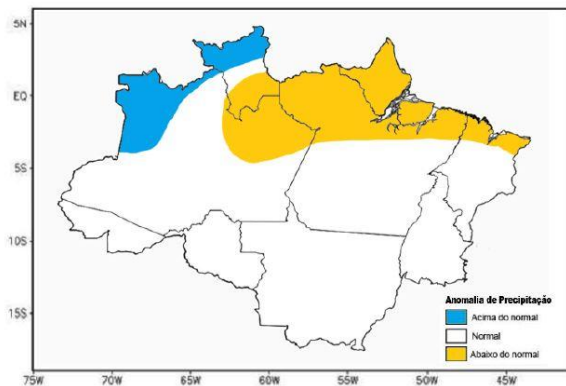 5N
EQ
5S
10S
15S
Anomalia de Precipitação
Acima do normal
Normal
Abaixo do normal
75W
70W
65W
60W
55W
50W
45W